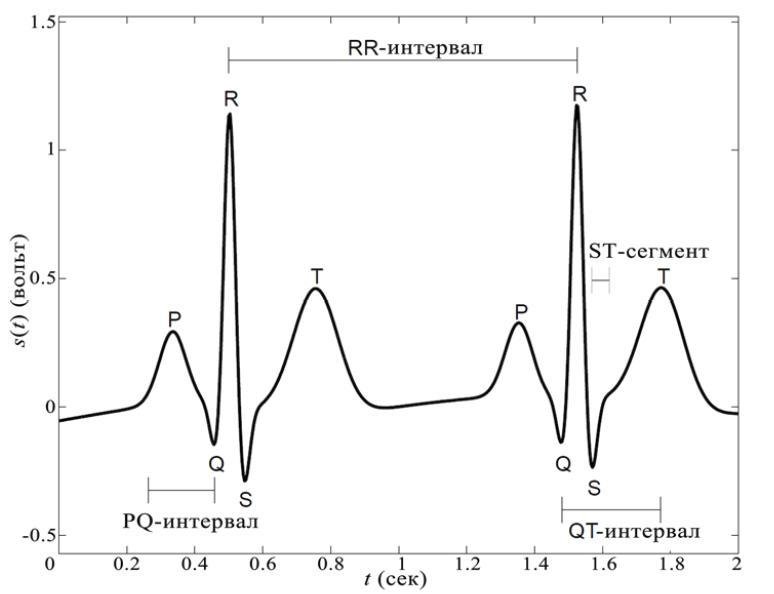 1.5
RR-интервал
R
R
1
ST-сегмент
T
T
0.5
P
P
s(t) (вольт)
0
Q
Q
S
S
PQ-интервал
QT-интервал
-0.5
0 0.2 0.4 0.6 0.8 1 1.2 1.4 1.6 1.8 2
t (сек)